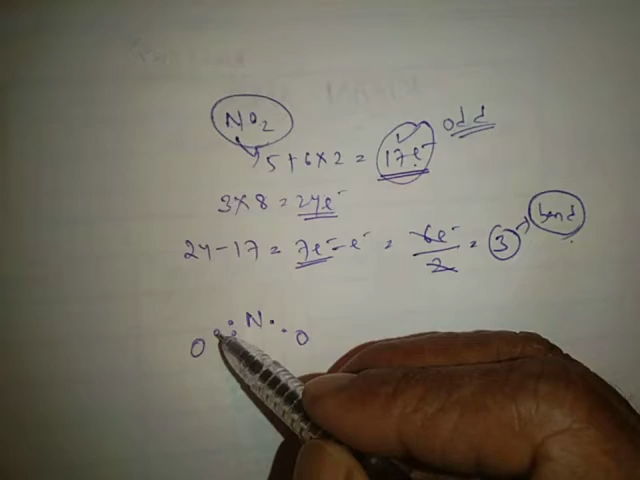 NO2
5+6×2 = 17e⁻ odd
3×8 = 24e⁻
24-17 = 7e⁻-e⁻ = 6e⁻/2 = 3 → bond
O : : N · · O